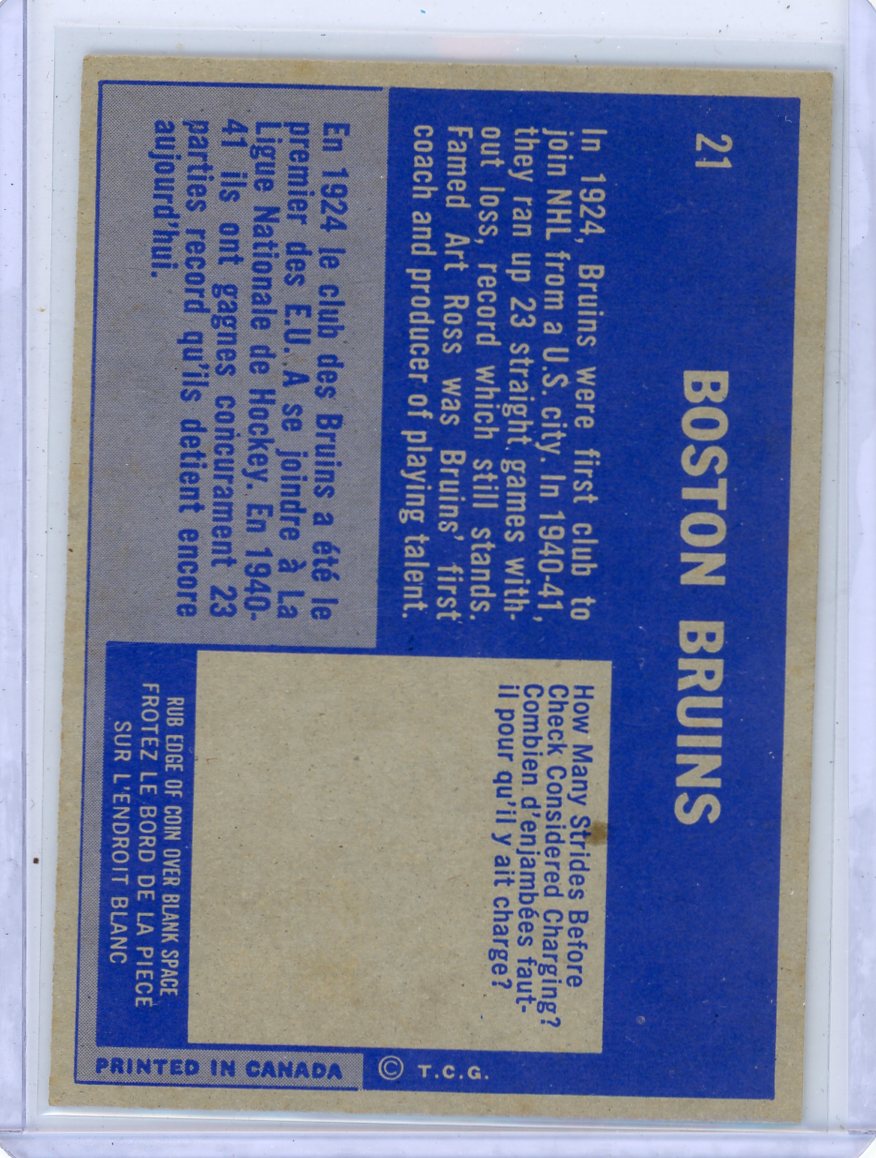 21
BOSTON BRUINS
In 1924, Bruins were first club to
join NHL from a U.S. city. In 1940-41,
they ran up 23 straight games with-
out loss, record which still stands.
Famed Art Ross was Bruins' first
coach and producer of playing talent.
En 1924 le club des Bruins a été le
premier des E.U. A se joindre à La
Ligue Nationale de Hockey. En 1940-
41 ils ont gagnes concurament 23
parties record qu'ils detient encore
aujourd'hui.
How Many Strides Before
Check Considered Charging?
Combien d'enjambées faut-
il pour qu'il y ait charge?
RUB EDGE OF COIN OVER BLANK SPACE
FROTEZ LE BORD DE LA PIECE
SUR L'ENDROIT BLANC
PRINTED IN CANADA
© T.C.G.